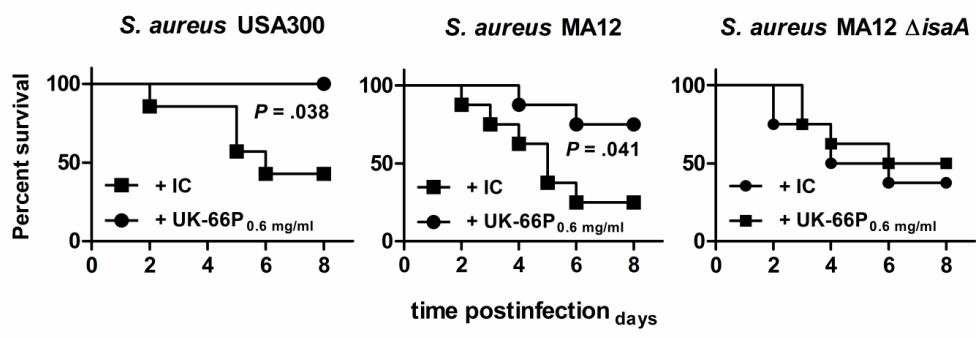 S. aureus USA300
S. aureus MA12
S. aureus MA12 ΔisaA
Percent survival
100
50
0
P = .038
+ IC
+ UK-66P0.6 mg/ml
0 2 4 6 8
100
50
0
P = .041
+ IC
+ UK-66P0.6 mg/ml
0 2 4 6 8
100
50
0
+ IC
+ UK-66P0.6 mg/ml
0 2 4 6 8
time postinfection days